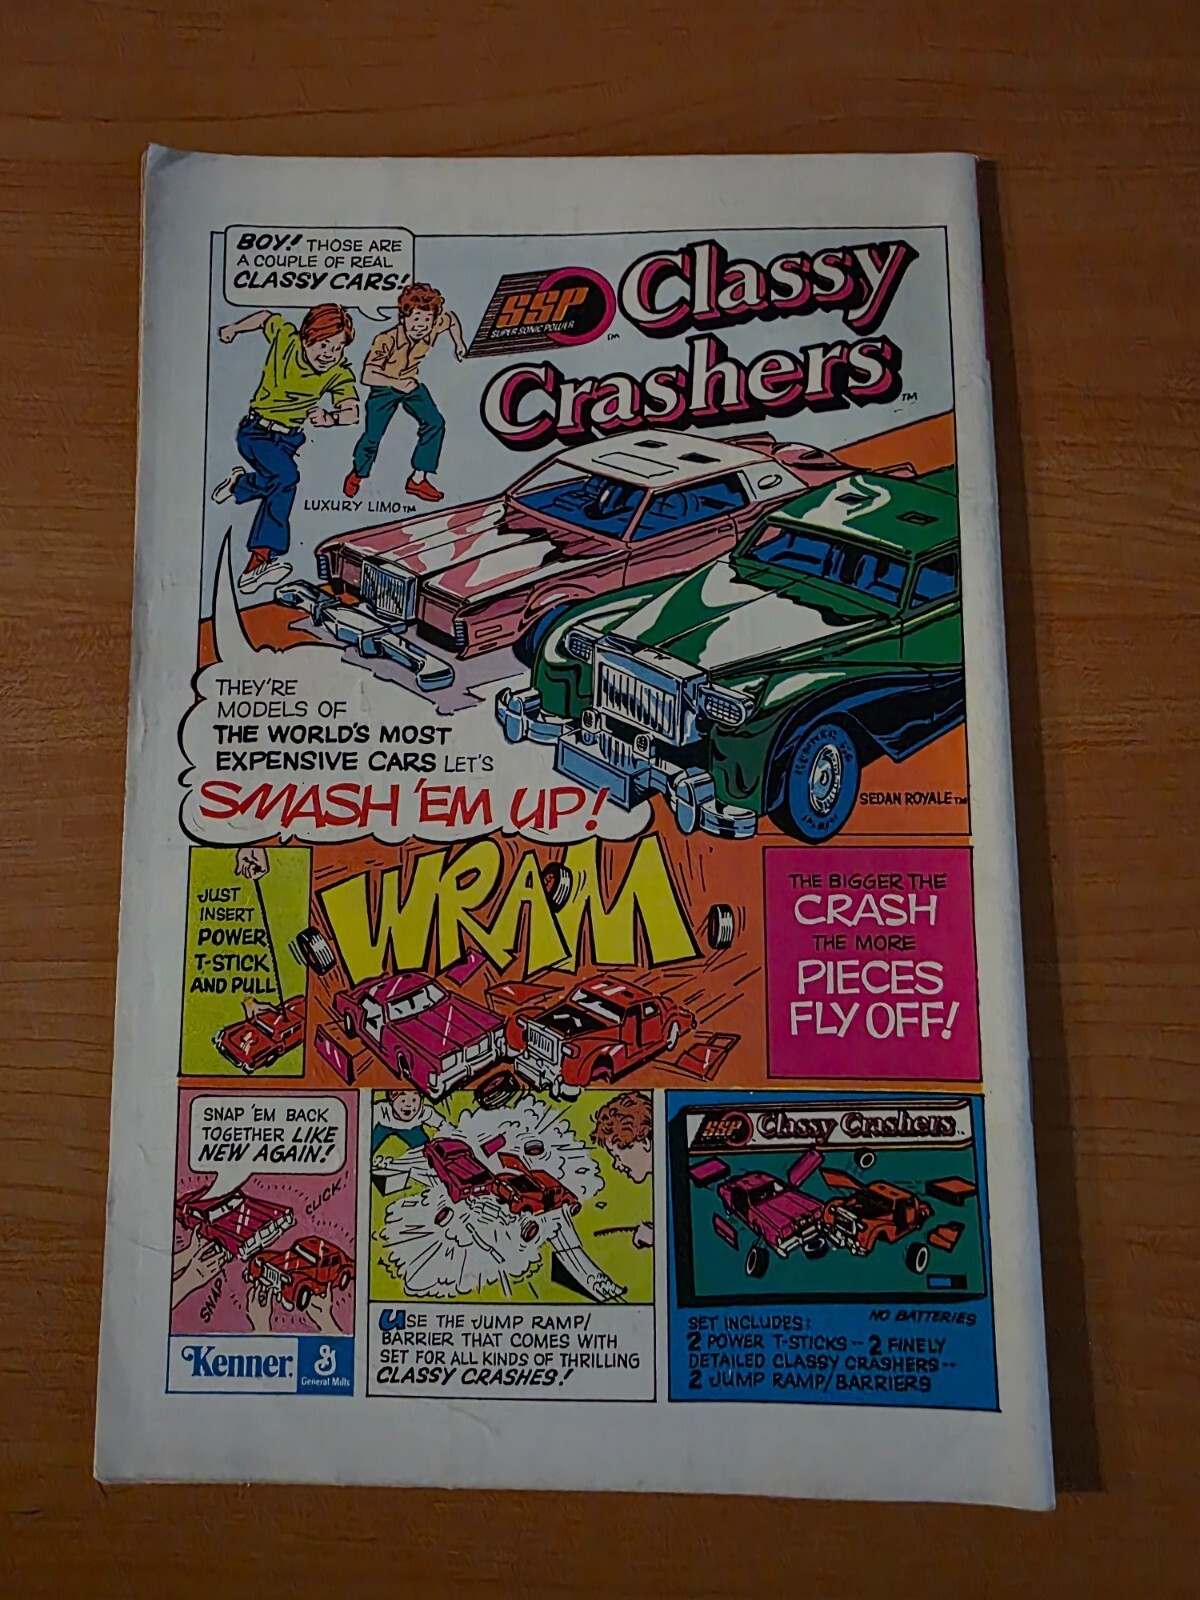 BOY! THOSE ARE
A COUPLE OF REAL
CLASSY CARS!
SSP
SUPER SONIC POWER
TM
Classy
Crashers
TM
LUXURY LIMO TM
THEY'RE
MODELS OF
THE WORLD'S MOST
EXPENSIVE CARS LET'S
SMASH 'EM UP!
SEDAN ROYALE TM
JUST
INSERT
POWER
T-STICK
AND PULL
WRAM
THE BIGGER THE
CRASH
THE MORE
PIECES
FLY OFF!
SNAP 'EM BACK
TOGETHER LIKE
NEW AGAIN!
CLICK!
SNAP!
Kenner.
G
General Mills
USE THE JUMP RAMP/
BARRIER THAT COMES WITH
SET FOR ALL KINDS OF THRILLING
CLASSY CRASHES!
SSP Classy Crashers
NO BATTERIES
SET INCLUDES:
2 POWER T-STICKS -- 2 FINELY
DETAILED CLASSY CRASHERS --
2 JUMP RAMP/BARRIERS